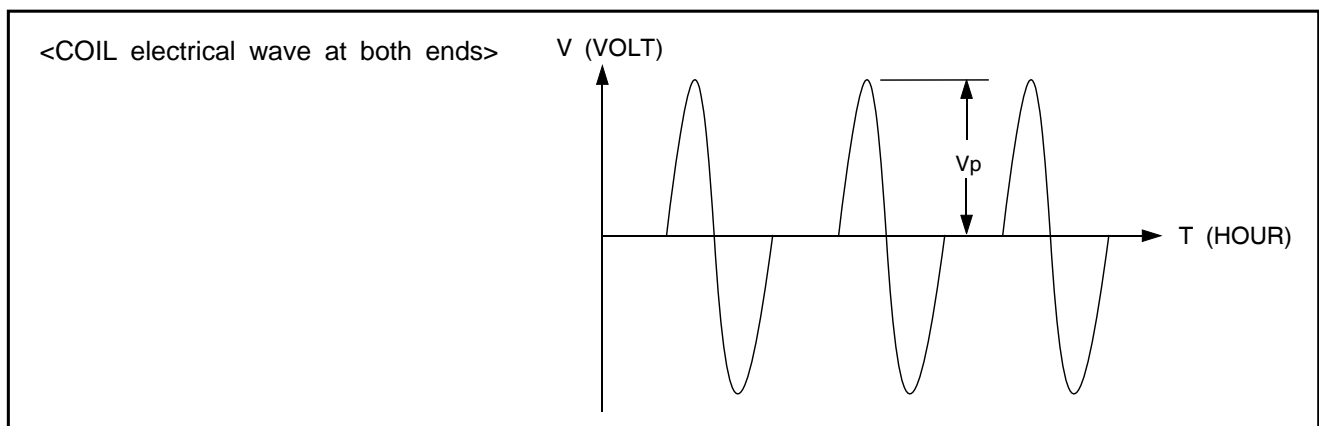 <COIL electrical wave at both ends>
V (VOLT)
Vp
T (HOUR)